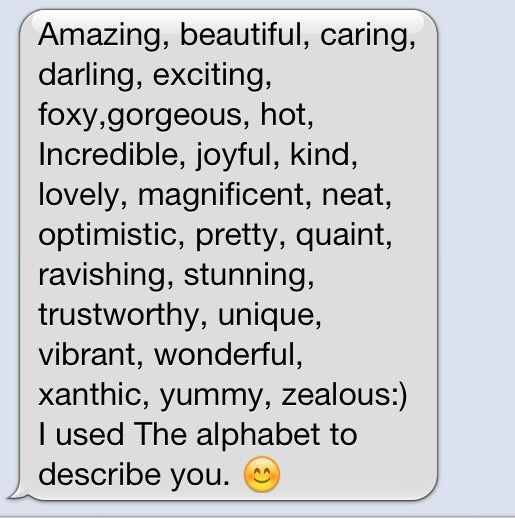 Amazing, beautiful, caring,
darling, exciting,
foxy,gorgeous, hot,
Incredible, joyful, kind,
lovely, magnificent, neat,
optimistic, pretty, quaint,
ravishing, stunning,
trustworthy, unique,
vibrant, wonderful,
xanthic, yummy, zealous:)
I used The alphabet to
describe you. 😊